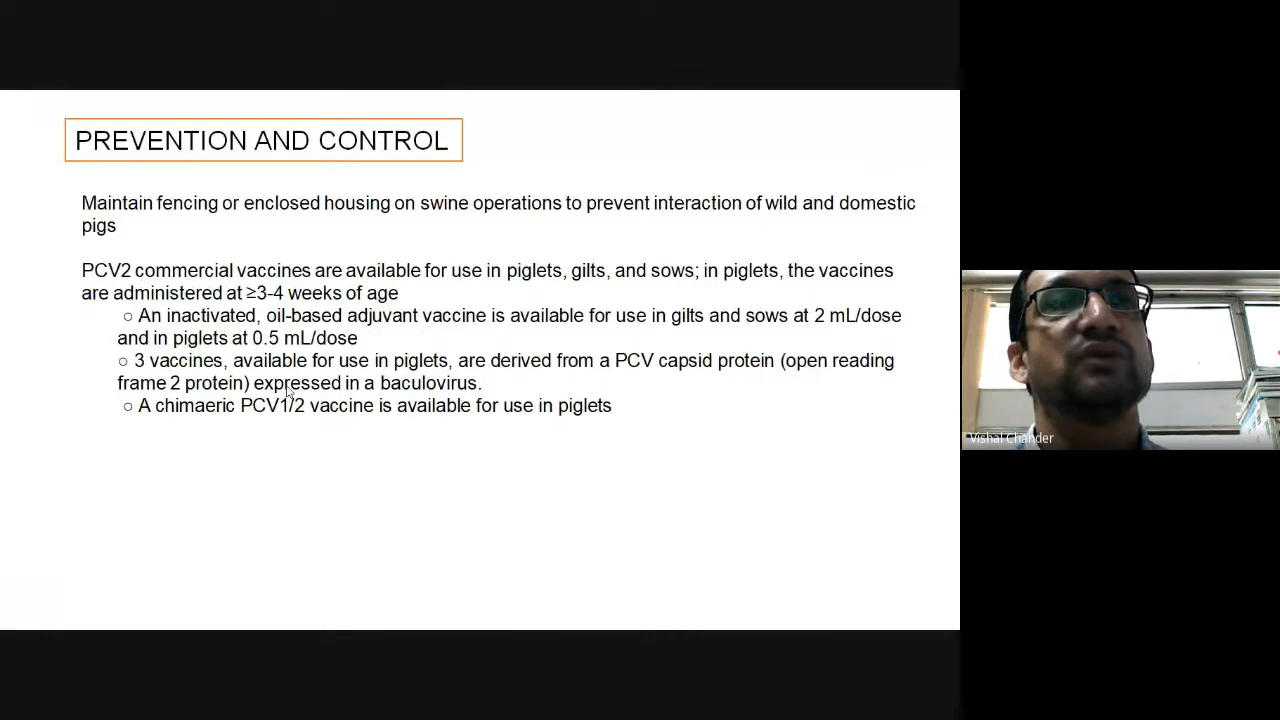 PREVENTION AND CONTROL
Maintain fencing or enclosed housing on swine operations to prevent interaction of wild and domestic
pigs
PCV2 commercial vaccines are available for use in piglets, gilts, and sows; in piglets, the vaccines
are administered at ≥3-4 weeks of age
○ An inactivated, oil-based adjuvant vaccine is available for use in gilts and sows at 2 mL/dose
and in piglets at 0.5 mL/dose
○ 3 vaccines, available for use in piglets, are derived from a PCV capsid protein (open reading
frame 2 protein) expressed in a baculovirus.
○ A chimaeric PCV1/2 vaccine is available for use in piglets
Vishal Chander